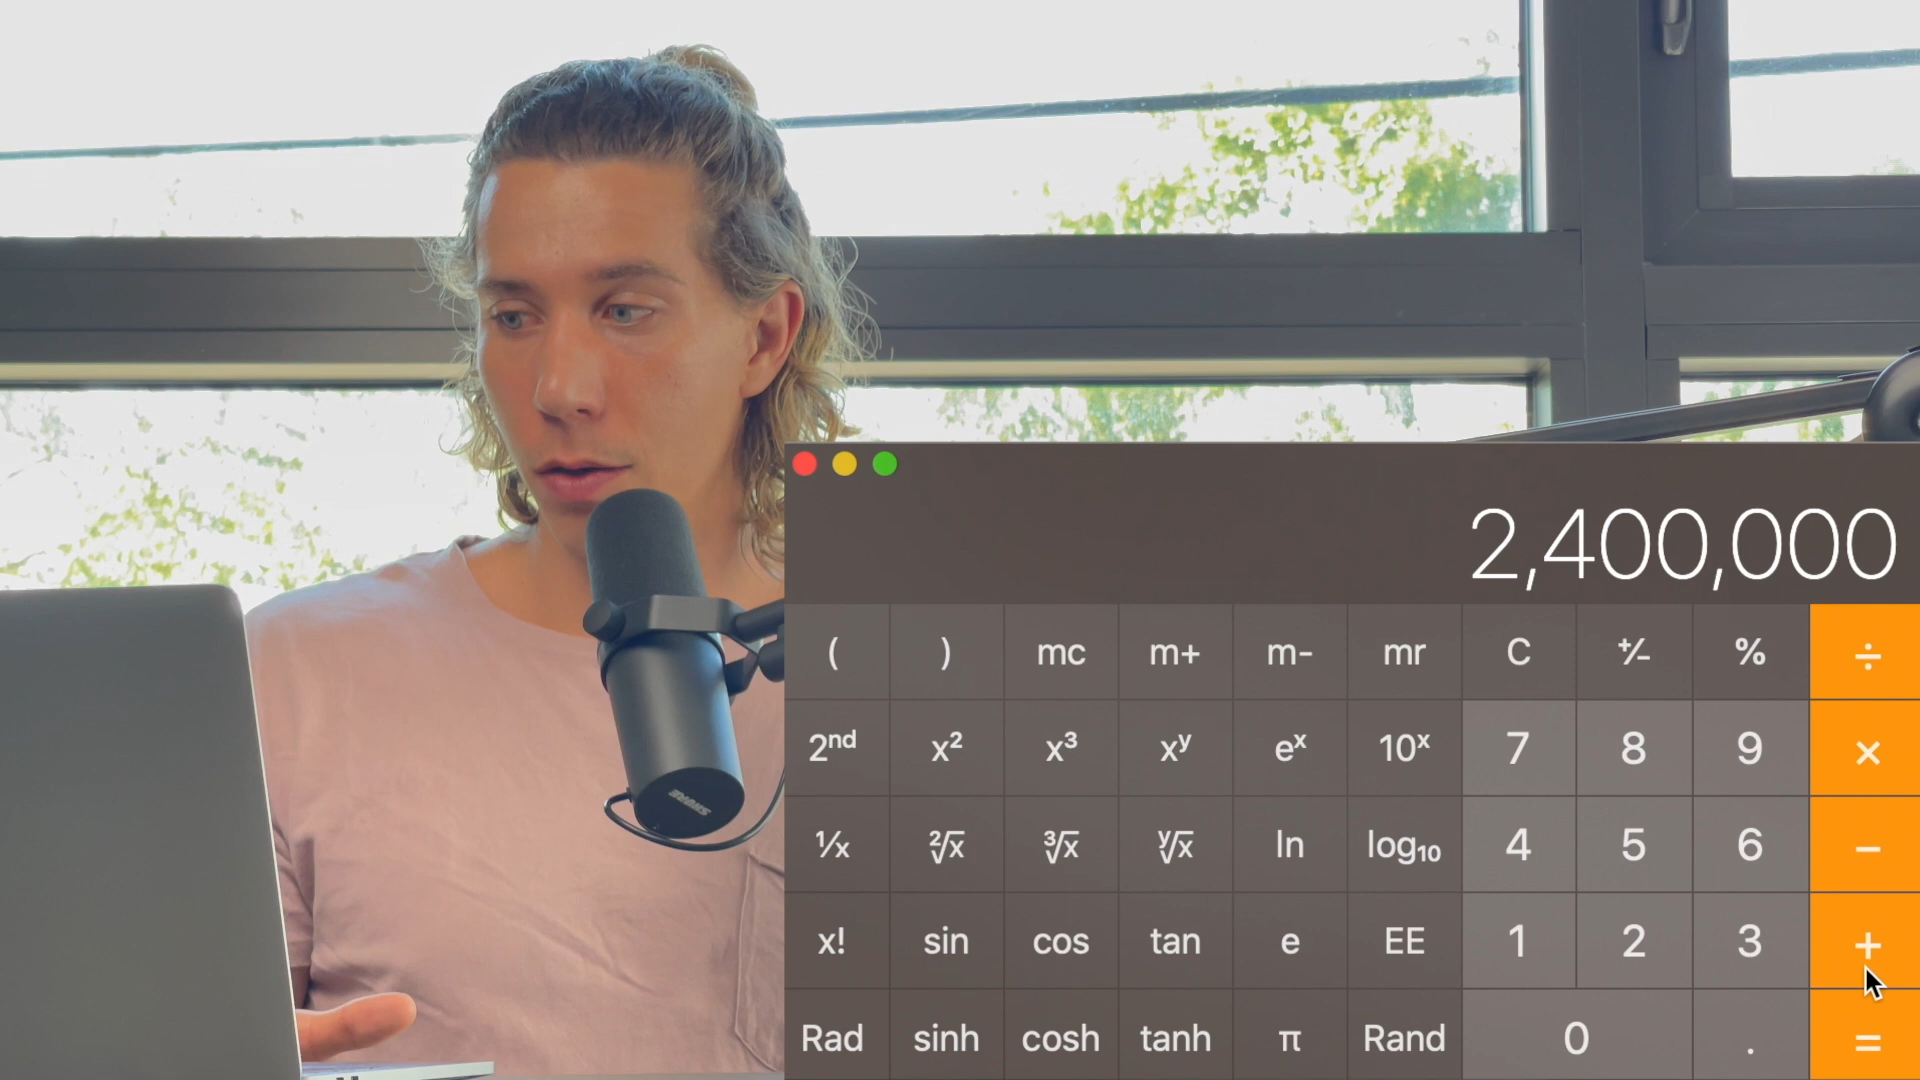 2,400,000
( ) mc m+ m- mr C ⁺∕₋ % ÷
2ⁿᵈ x² x³ xʸ eˣ 10ˣ 7 8 9 ×
¹∕ₓ ²√x ³√x ʸ√x ln log₁₀ 4 5 6 −
x! sin cos tan e EE 1 2 3 +
Rad sinh cosh tanh π Rand 0 . =
SHURE